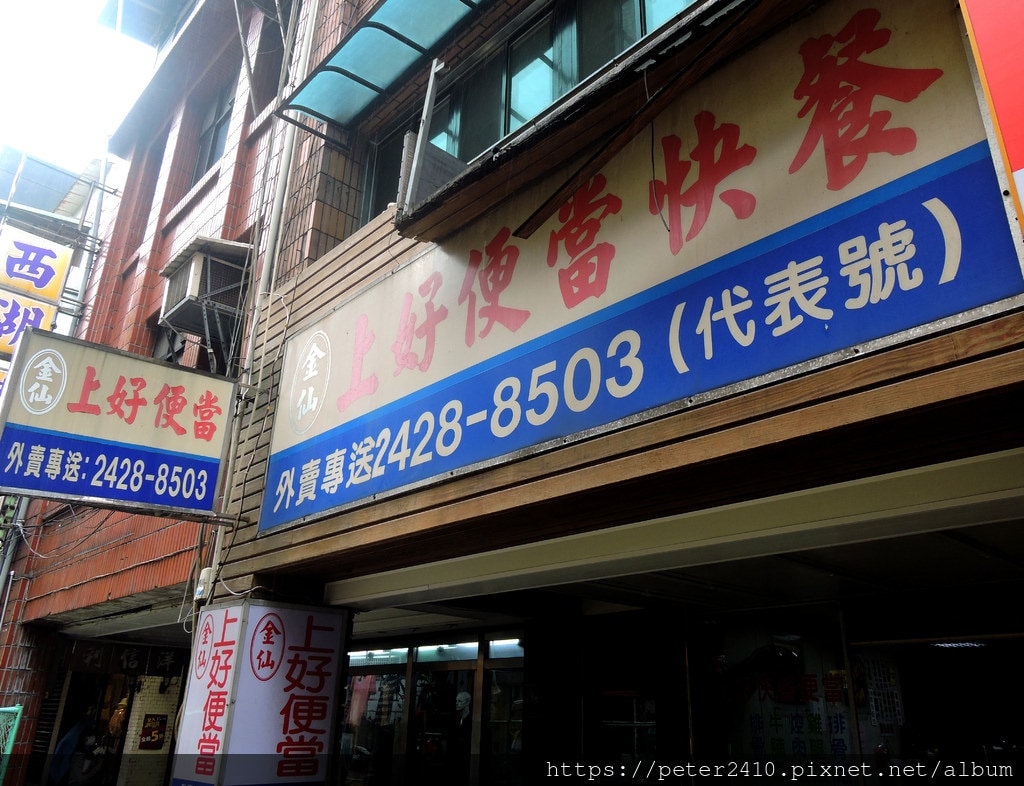 西
湖
金仙
上好便當
外賣專送:2428-8503
金仙
上好便當快餐
外賣專送2428-8503(代表號)
金仙
上好便當
金仙
上好便當
https://peter2410.pixnet.net/album